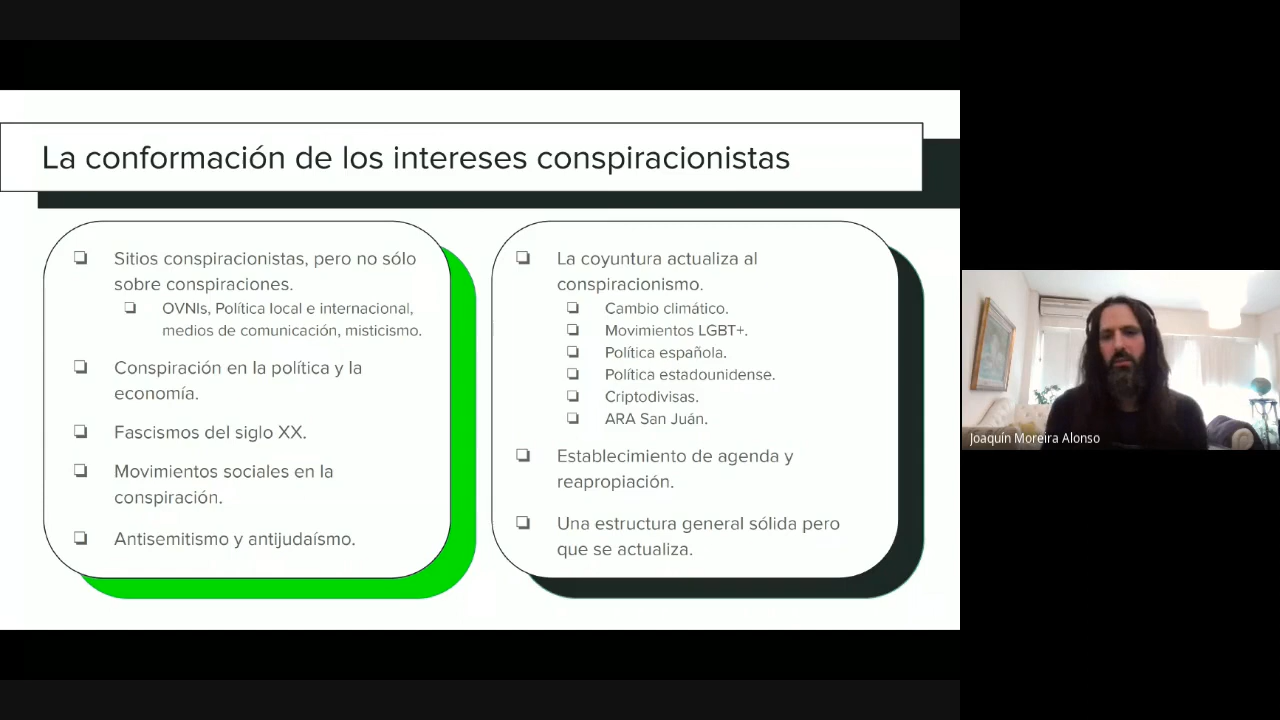 La conformación de los intereses conspiracionistas
Sitios conspiracionistas, pero no sólo
sobre conspiraciones.
OVNIs, Política local e internacional,
medios de comunicación, misticismo.
Conspiración en la política y la
economía.
Fascismos del siglo XX.
Movimientos sociales en la
conspiración.
Antisemitismo y antijudaísmo.
La coyuntura actualiza al
conspiracionismo.
Cambio climático.
Movimientos LGBT+.
Política española.
Política estadounidense.
Criptodivisas.
ARA San Juán.
Establecimiento de agenda y
reapropiación.
Una estructura general sólida pero
que se actualiza.
Joaquín Moreira Alonso